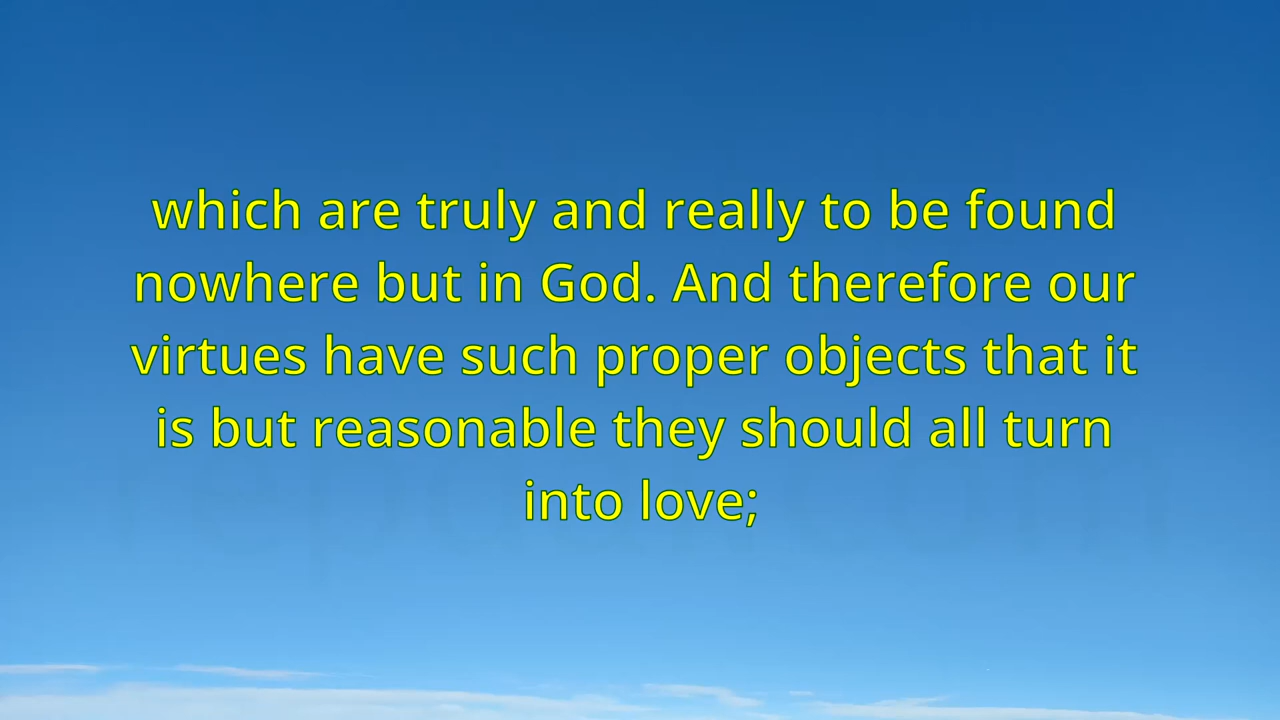 which are truly and really to be found
nowhere but in God. And therefore our
virtues have such proper objects that it
is but reasonable they should all turn
into love;